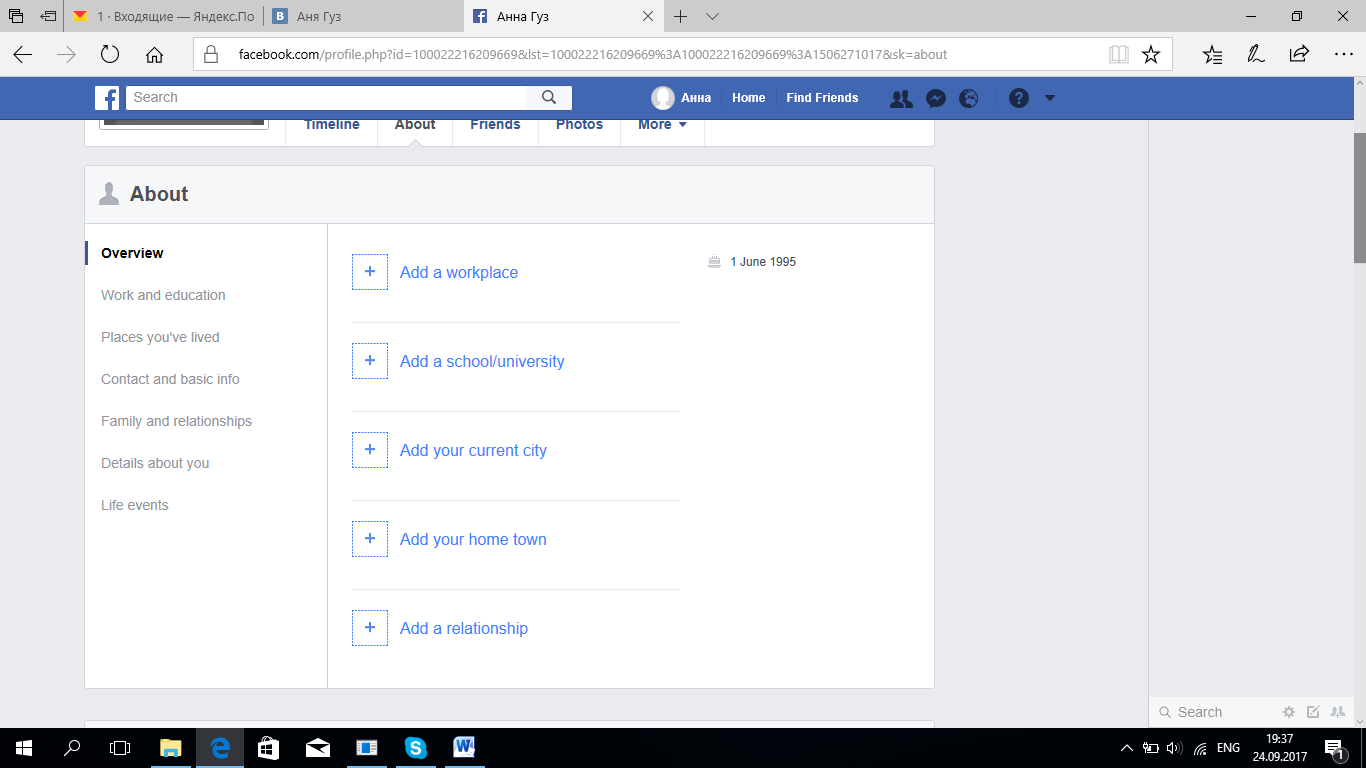 1 · Входящие — Яндекс.По
В Аня Гуз
Анна Гуз
facebook.com/profile.php?id=100022216209669&lst=100022216209669%3A100022216209669%3A1506271017&sk=about
f Search
Анна Home Find Friends
Timeline About Friends Photos More
About
Overview
Work and education
Places you've lived
Contact and basic info
Family and relationships
Details about you
Life events
Add a workplace
Add a school/university
Add your current city
Add your home town
Add a relationship
1 June 1995
Search
ENG
19:37
24.09.2017
1